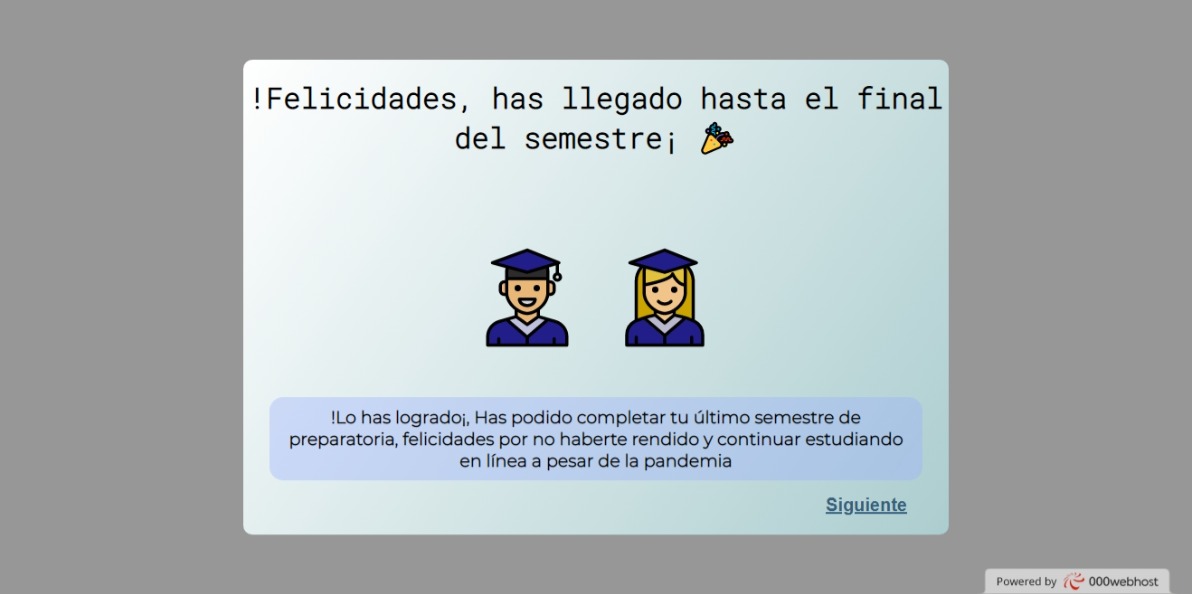 !Felicidades, has llegado hasta el final
del semestre¡ 🎉
!Lo has logrado¡, Has podido completar tu último semestre de
preparatoria, felicidades por no haberte rendido y continuar estudiando
en línea a pesar de la pandemia
Siguiente
Powered by 000webhost